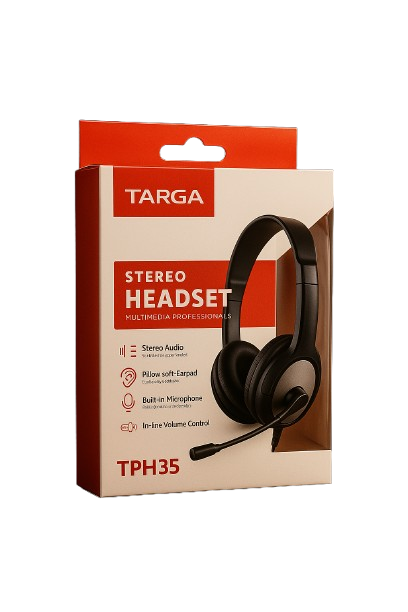 TARGA
STEREO
HEADSET
MULTIMEDIA PROFESSIONALS
Stereo Audio
Pillow soft-Earpad
Built-in Microphone
In-line Volume Control
TPH35